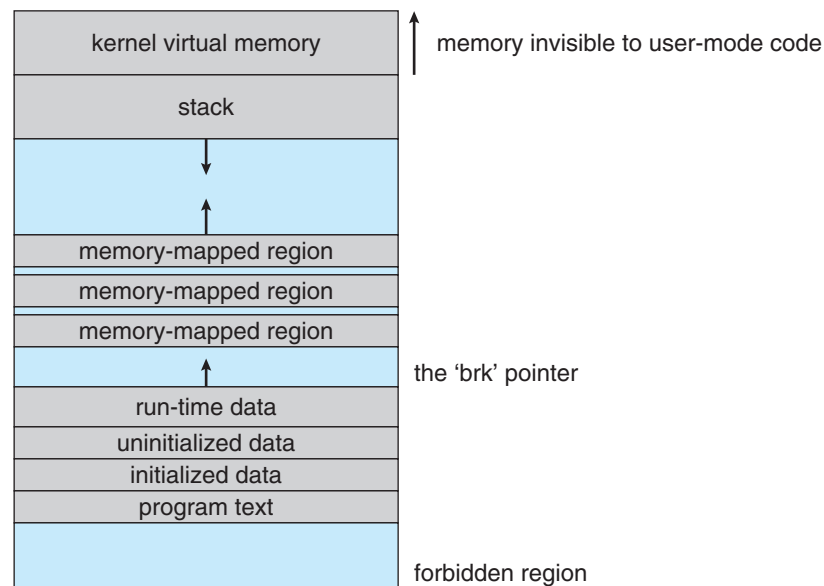 kernel virtual memory
memory invisible to user-mode code
stack
memory-mapped region
memory-mapped region
memory-mapped region
the ‘brk’ pointer
run-time data
uninitialized data
initialized data
program text
forbidden region